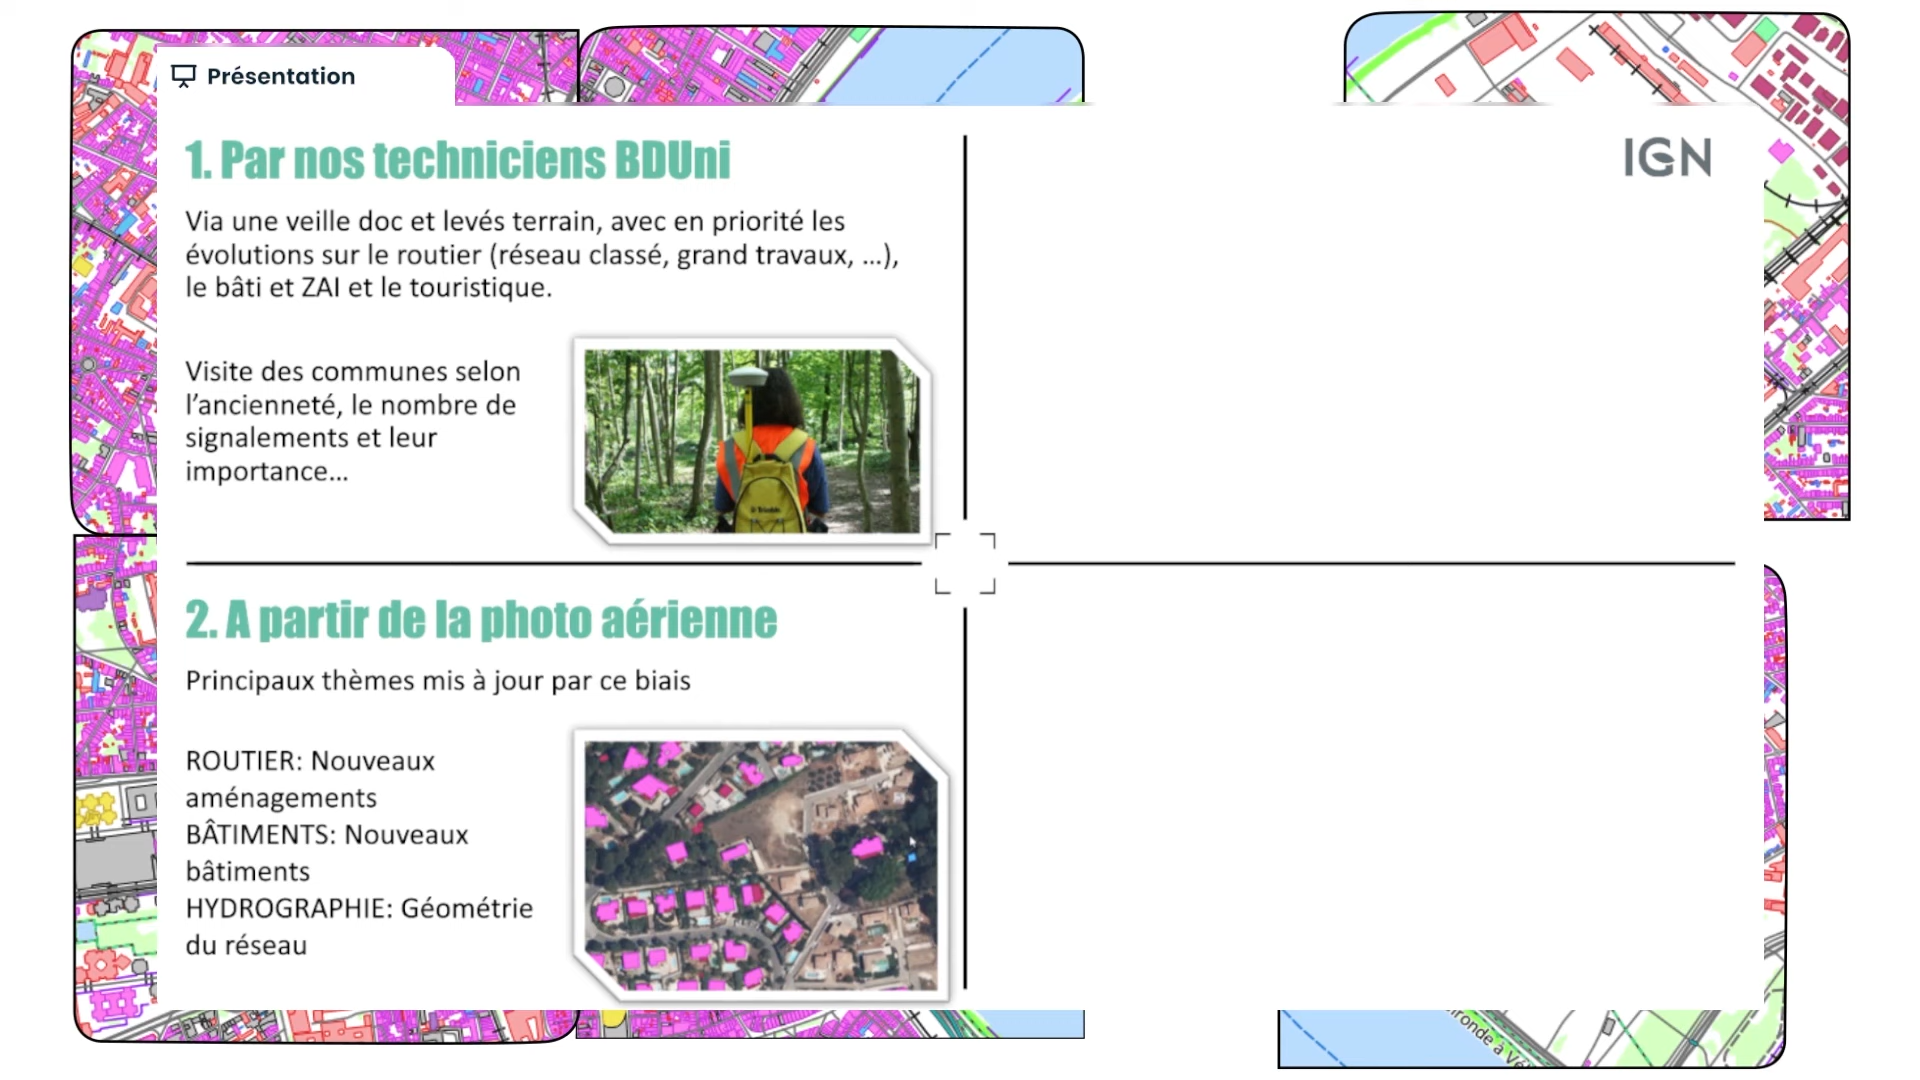 Présentation
1. Par nos techniciens BDUni
IGN
Via une veille doc et levés terrain, avec en priorité les
évolutions sur le routier (réseau classé, grand travaux, ...),
le bâti et ZAI et le touristique.
Visite des communes selon
l’ancienneté, le nombre de
signalements et leur
importance...
Trimble
2. A partir de la photo aérienne
Principaux thèmes mis à jour par ce biais
ROUTIER: Nouveaux
aménagements
BÂTIMENTS: Nouveaux
bâtiments
HYDROGRAPHIE: Géométrie
du réseau